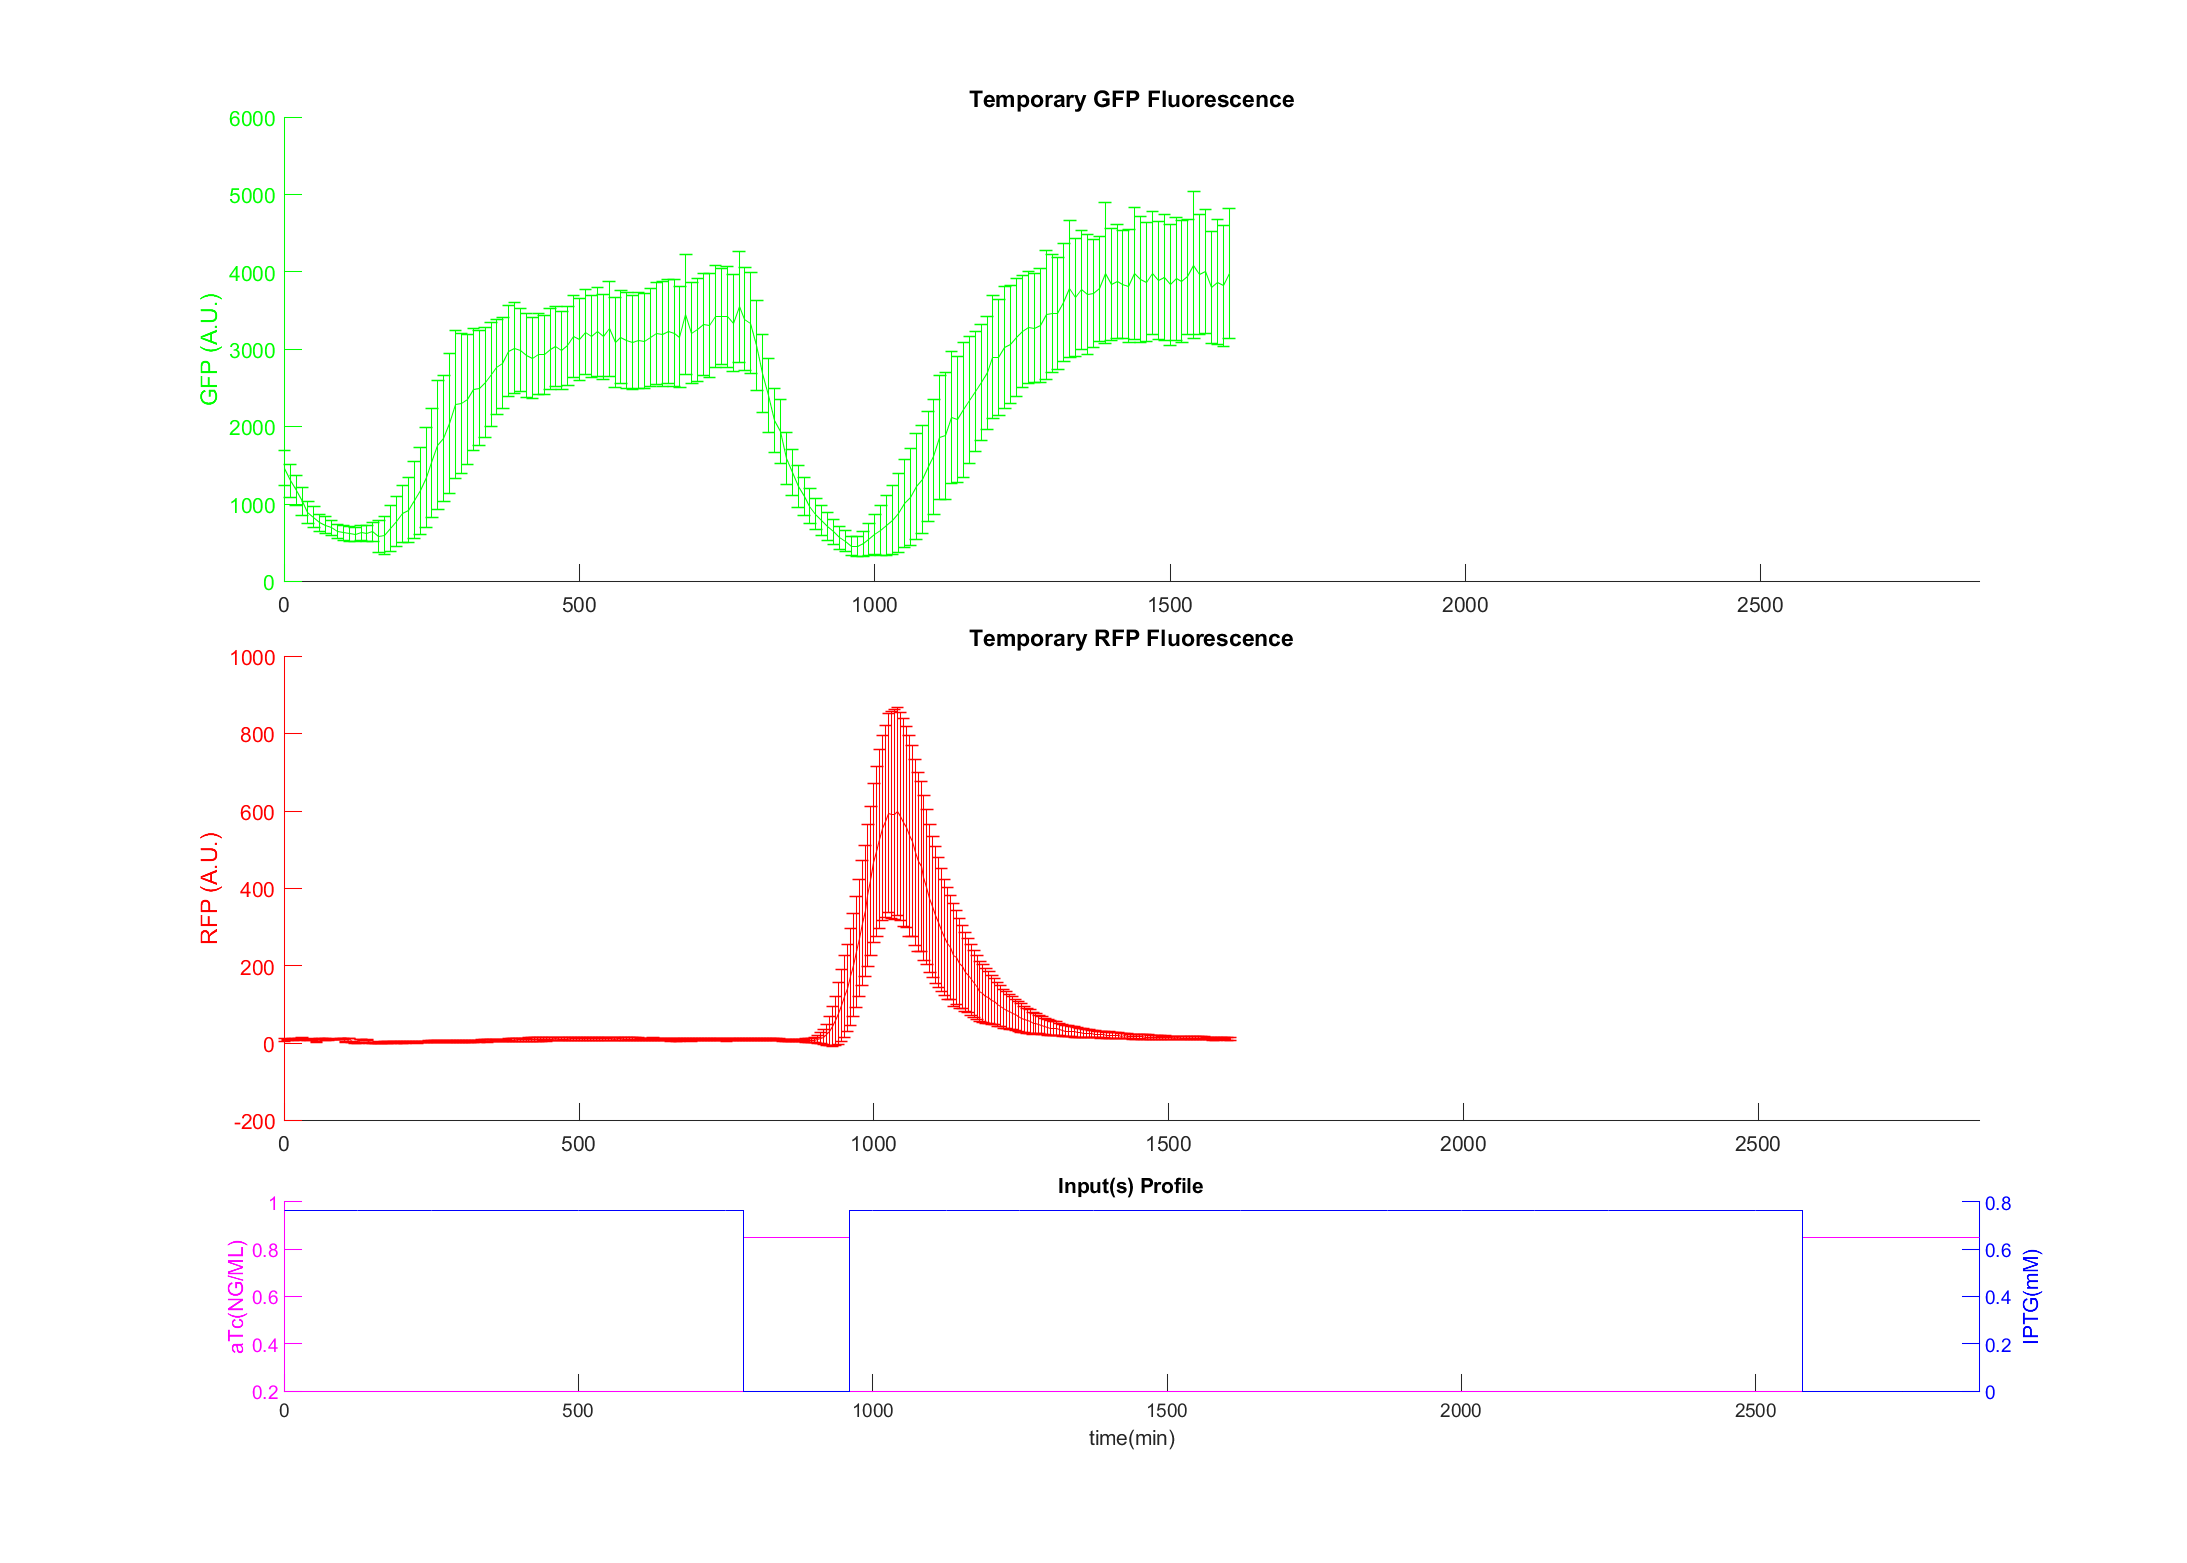 Temporary GFP Fluorescence
6000
5000
4000
3000
2000
1000
0
GFP (A.U.)
0 500 1000 1500 2000 2500
Temporary RFP Fluorescence
1000
800
600
400
200
0
-200
RFP (A.U.)
0 500 1000 1500 2000 2500
Input(s) Profile
1
0.8
0.6
0.4
0.2
aTc(NG/ML)
0.8
0.6
0.4
0.2
0
IPTG(mM)
0 500 1000 1500 2000 2500
time(min)